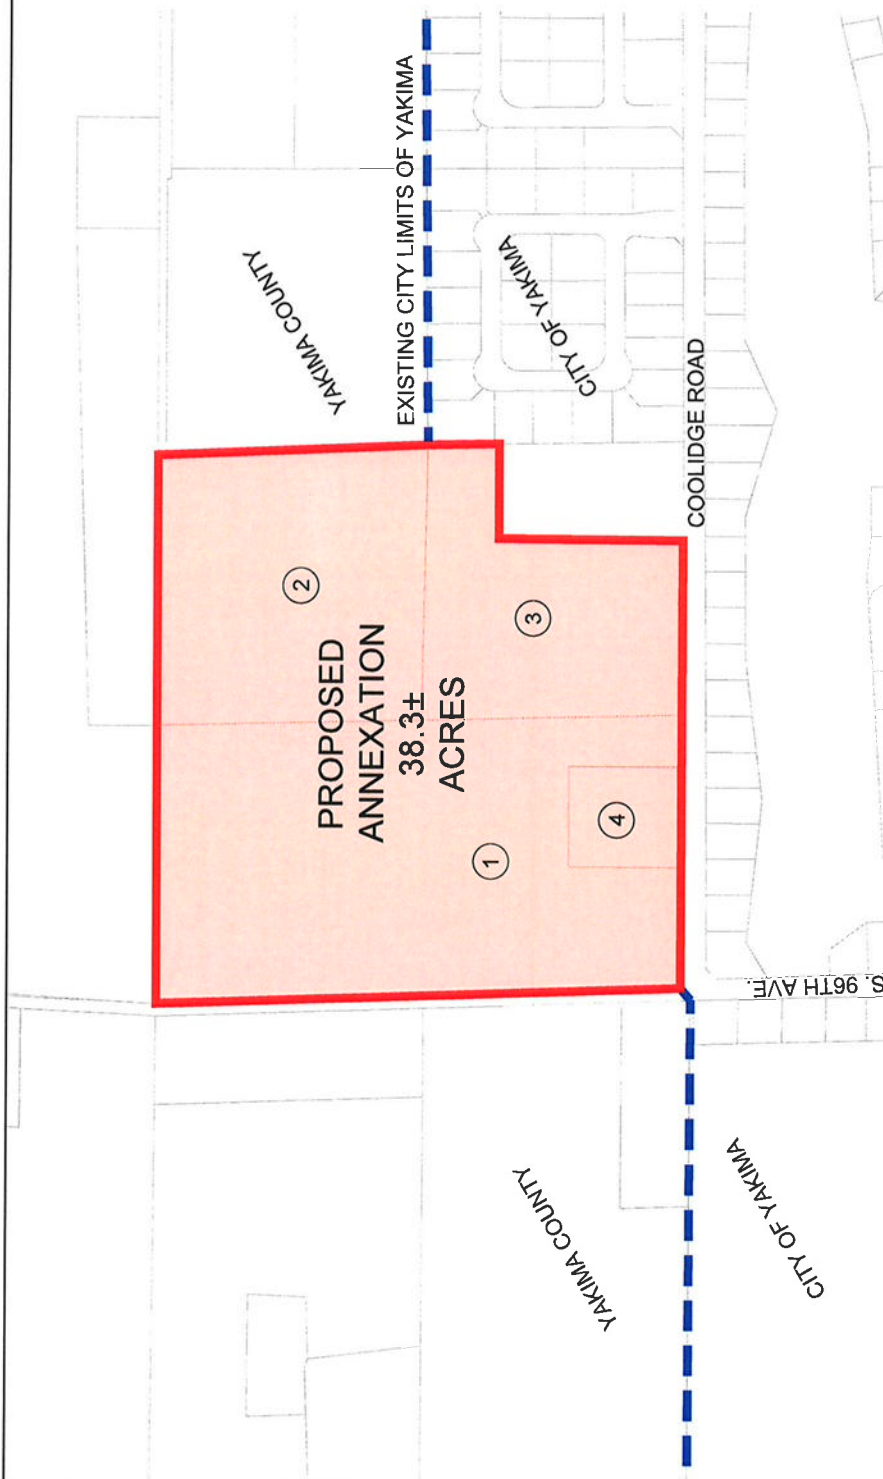 EXISTING CITY LIMITS OF YAKIMA
YAKIMA COUNTY
CITY OF YAKIMA
COOLIDGE ROAD
PROPOSED
ANNEXATION
38.3±
ACRES
2
3
1
4
S. 96TH AVE.
YAKIMA COUNTY
CITY OF YAKIMA